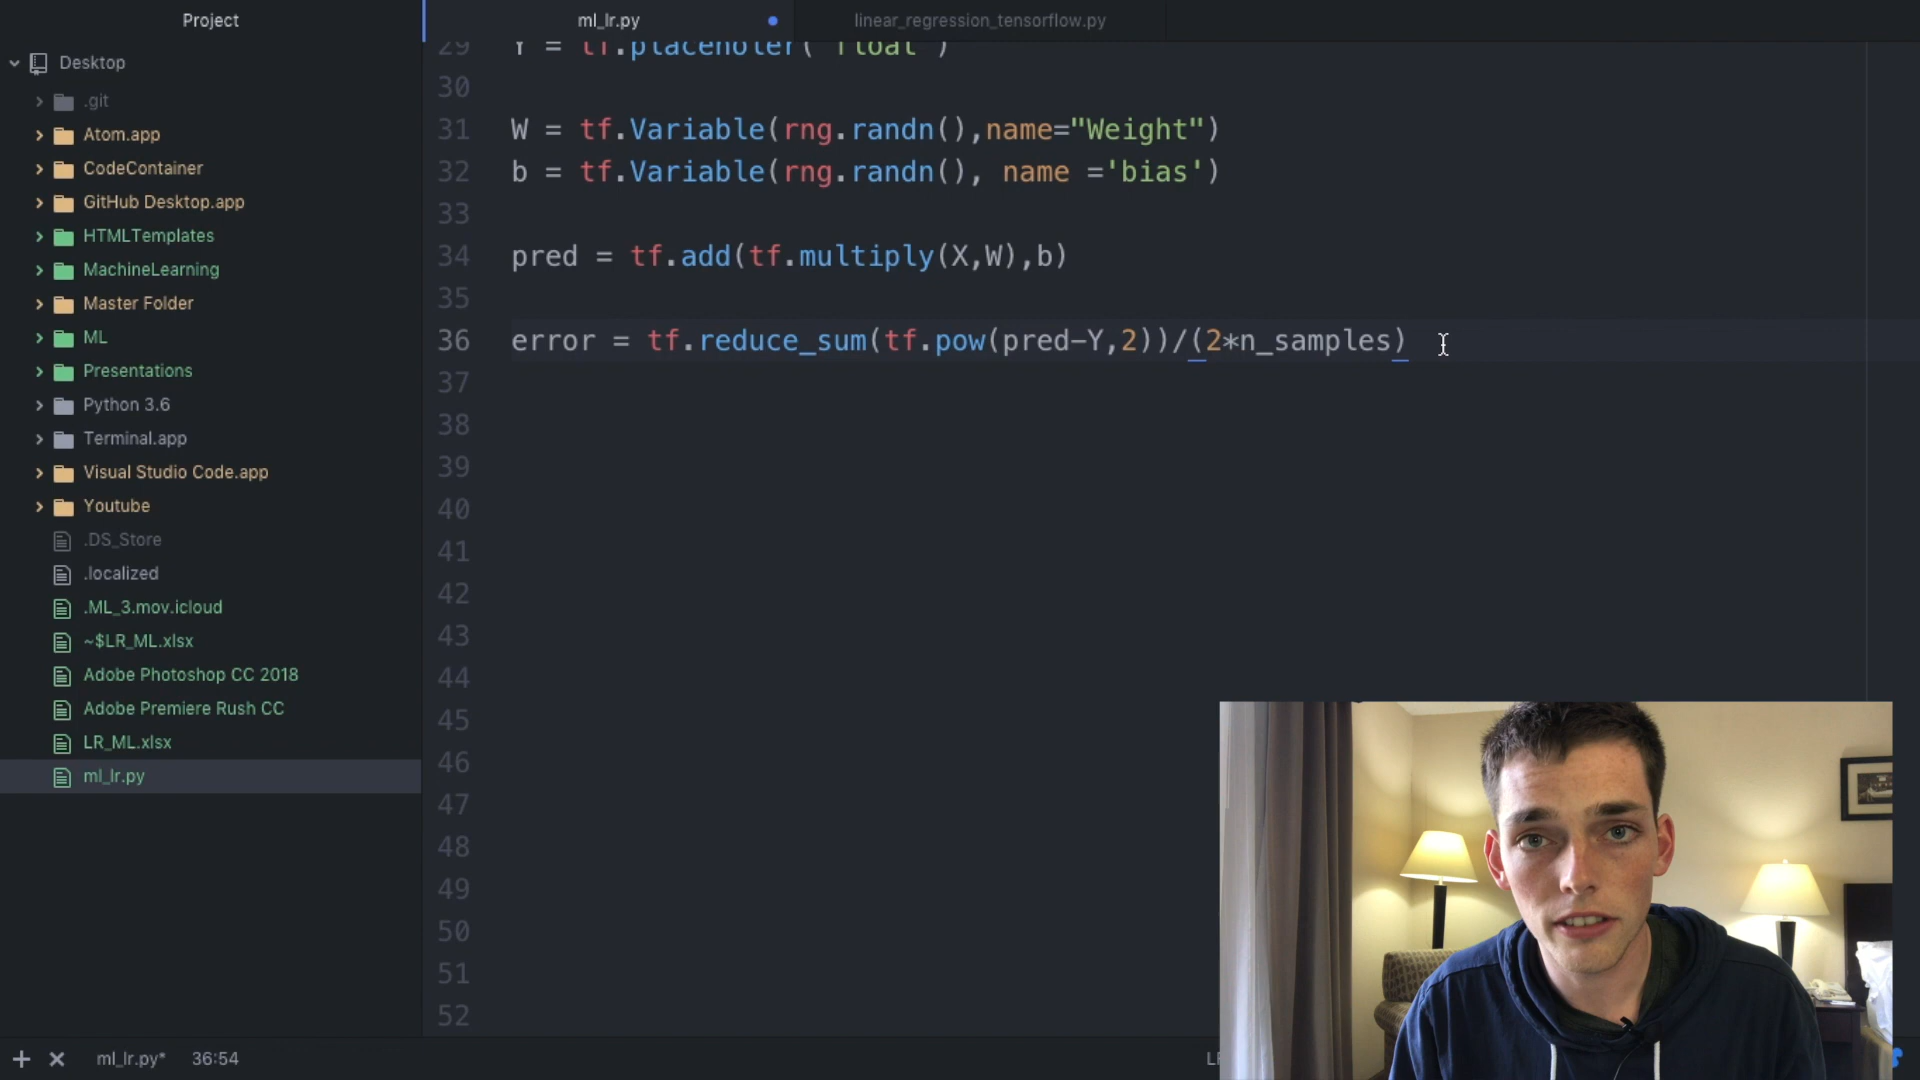 Project
ml_lr.py
linear_regression_tensorflow.py
Desktop
.git
Atom.app
CodeContainer
GitHub Desktop.app
HTMLTemplates
MachineLearning
Master Folder
ML
Presentations
Python 3.6
Terminal.app
Visual Studio Code.app
Youtube
.DS_Store
.localized
.ML_3.mov.icloud
~$LR_ML.xlsx
Adobe Photoshop CC 2018
Adobe Premiere Rush CC
LR_ML.xlsx
ml_lr.py
29 Y = tf.placeholer("float")
30
31 W = tf.Variable(rng.randn(),name="Weight")
32 b = tf.Variable(rng.randn(), name ='bias')
33
34 pred = tf.add(tf.multiply(X,W),b)
35
36 error = tf.reduce_sum(tf.pow(pred-Y,2))/(2*n_samples)
37
38
39
40
41
42
43
44
45
46
47
48
49
50
51
52
ml_lr.py* 36:54